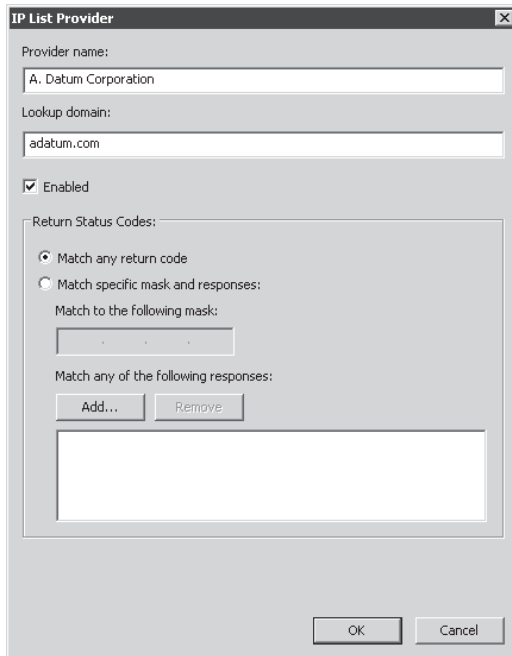 IP List Provider
Provider name:
A. Datum Corporation
Lookup domain:
adatum.com
Enabled
Return Status Codes:
Match any return code
Match specific mask and responses:
Match to the following mask:
. . .
Match any of the following responses:
Add... Remove
OK Cancel